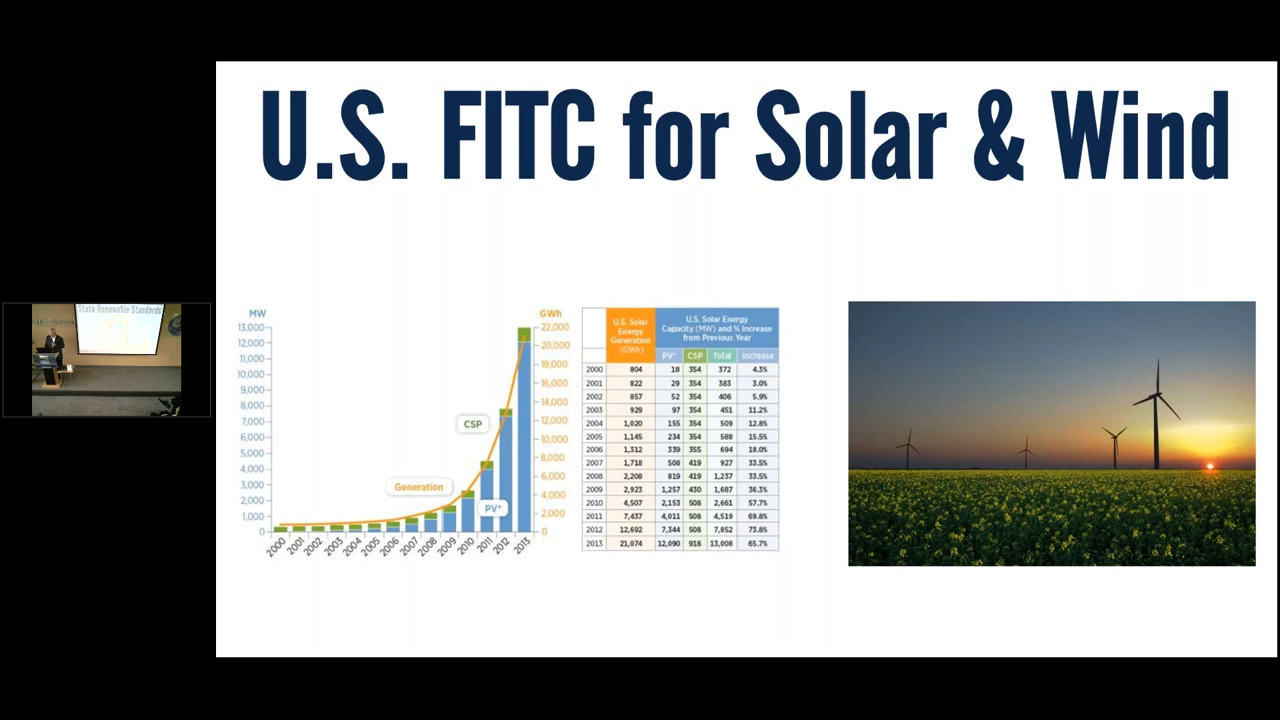 U.S. FITC for Solar & Wind
State Renewable Standards
MW
GWh
13,000
12,000
11,000
10,000
9,000
8,000
7,000
6,000
5,000
4,000
3,000
2,000
1,000
0
22,000
20,000
18,000
16,000
14,000
12,000
10,000
8,000
6,000
4,000
2,000
0
CSP
Generation
PV*
2000 2001 2002 2003 2004 2005 2006 2007 2008 2009 2010 2011 2012 2013
U.S. Solar
Energy
Generation
(GWh)
U.S. Solar Energy
Capacity (MW) and % Increase
from Previous Year
PV* CSP Total Increase
2000 804 18 354 372 4.3%
2001 822 29 354 383 3.0%
2002 857 52 354 406 5.9%
2003 929 97 354 451 11.2%
2004 1,020 155 354 509 12.8%
2005 1,145 234 354 588 15.5%
2006 1,312 339 355 694 18.0%
2007 1,718 508 419 927 33.5%
2008 2,208 819 419 1,237 33.5%
2009 2,923 1,257 430 1,687 36.3%
2010 4,507 2,153 508 2,661 57.7%
2011 7,437 4,011 508 4,519 69.8%
2012 12,692 7,344 508 7,852 73.8%
2013 21,074 12,090 918 13,008 65.7%